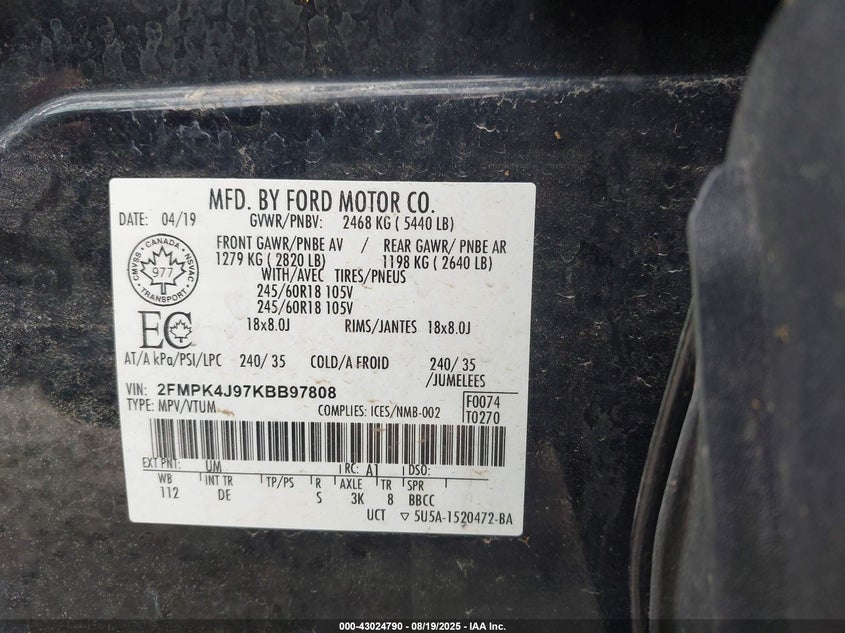 MFD. BY FORD MOTOR CO.
DATE: 04/19 GVWR/PNBV: 2468 KG ( 5440 LB)
FRONT GAWR/PNBE AV / REAR GAWR/ PNBE AR
1279 KG ( 2820 LB) 1198 KG ( 2640 LB)
WITH/AVEC TIRES/PNEUS
245/60R18 105V
245/60R18 105V
18x8.0J RIMS/JANTES 18x8.0J
CANADA
CMVSS NSVAC
977
TRANSPORT
EC
AT/A kPa/PSI/LPC 240/ 35 COLD/A FROID 240/ 35
/JUMELEES
VIN: 2FMPK4J97KBB97808
TYPE: MPV/VTUM COMPLIES: ICES/NMB-002
F0074
T0270
EXT PNT: UM RC: A1 DSO:
WB INT TR TP/PS R AXLE TR SPR
112 DE S 3K 8 BBCC
UCT ▽ 5U5A-1520472-BA
000-43024790 - 08/19/2025 - IAA Inc.